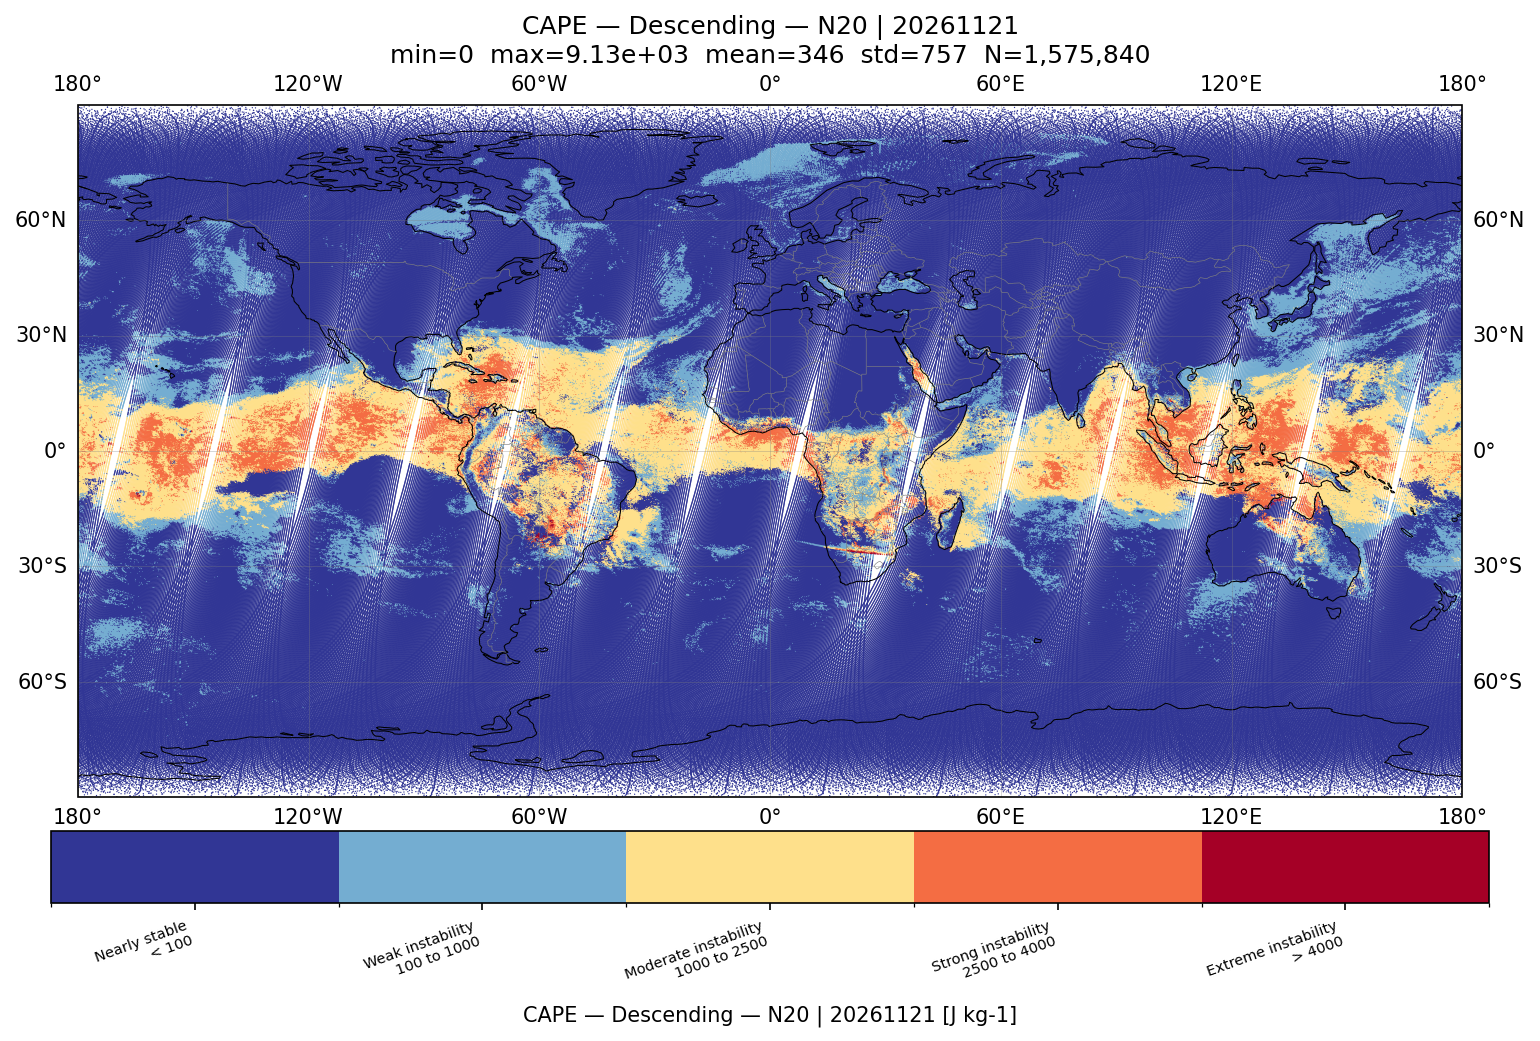 CAPE — Descending — N20 | 20261121
min=0 max=9.13e+03 mean=346 std=757 N=1,575,840
180° 120°W 60°W 0° 60°E 120°E 180°
60°N 60°N
30°N 30°N
0° 0°
30°S 30°S
60°S 60°S
180° 120°W 60°W 0° 60°E 120°E 180°
Nearly stable
< 100
Weak instability
100 to 1000
Moderate instability
1000 to 2500
Strong instability
2500 to 4000
Extreme instability
> 4000
CAPE — Descending — N20 | 20261121 [J kg-1]